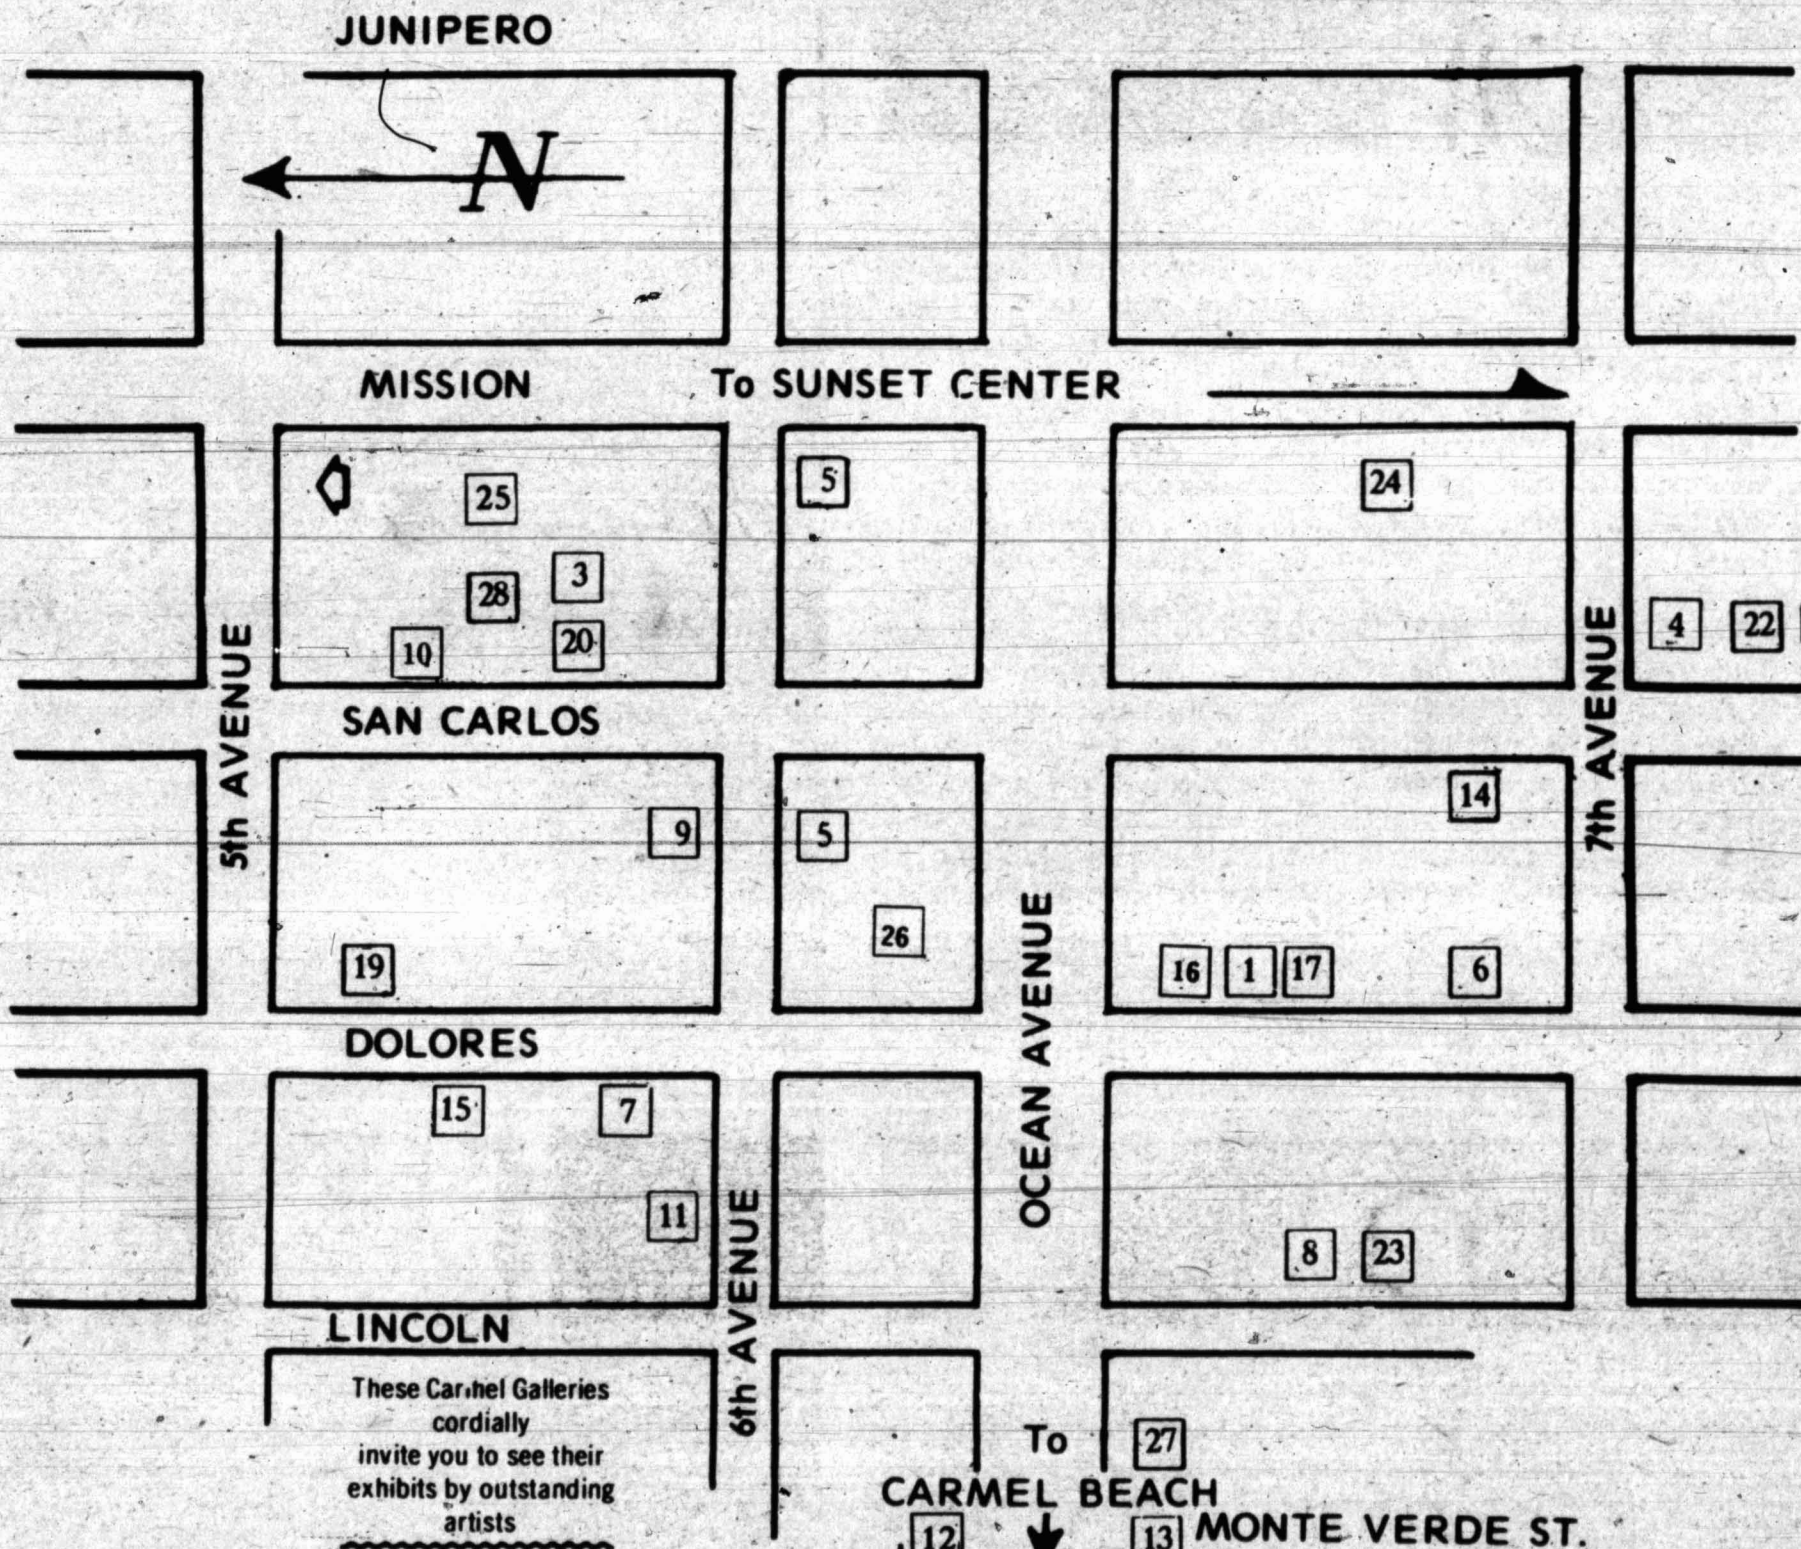 JUNIPERO
N
MISSION To SUNSET CENTER
25
5
24
3
28
20
10
4
22
5th AVENUE
SAN CARLOS
7th AVENUE
14
9
5
26
19
16
1
17
6
OCEAN AVENUE
DOLORES
15
7
11
6th AVENUE
8
23
LINCOLN
These Carmel Galleries
cordially
invite you to see their
exhibits by outstanding
artists
To
27
CARMEL BEACH
12
13
MONTE VERDE ST.